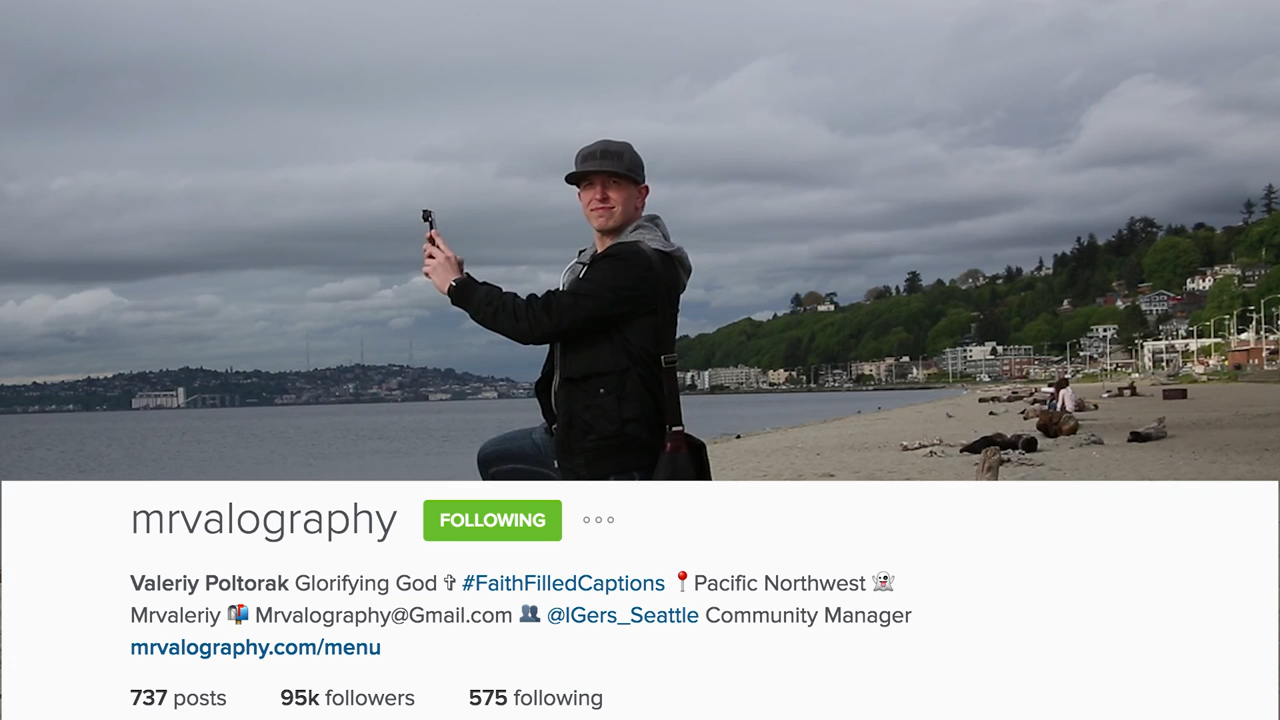 mrvalography FOLLOWING
Valeriy Poltorak Glorifying God ✞ #FaithFilledCaptions 📍Pacific Northwest 👻
Mrvaleriy 📬 Mrvalography@Gmail.com 👥 @IGers_Seattle Community Manager
mrvalography.com/menu
737 posts 95k followers 575 following